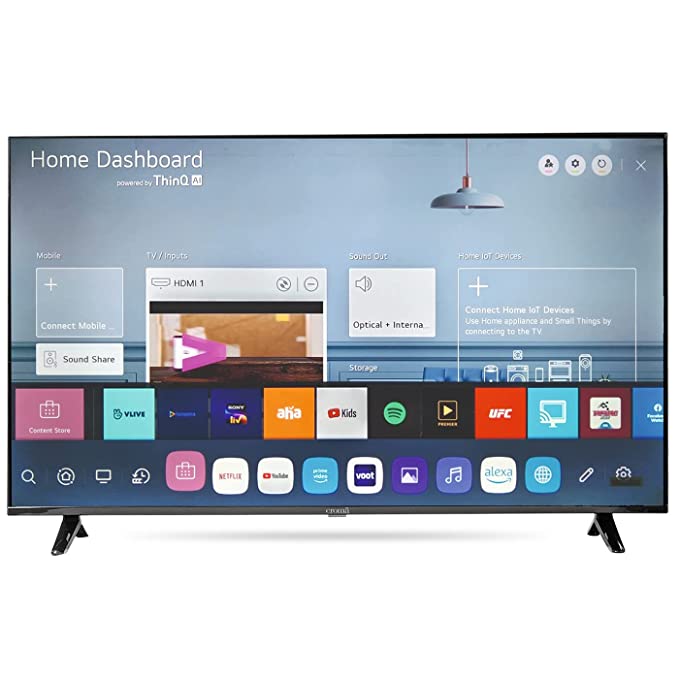 Home Dashboard
powered by ThinQ AI
Mobile
TV / Inputs
Sound Out
Home IoT Devices
HDMI 1
Connect Mobile ...
Optical + Interna...
Connect Home IoT Devices
Use Home appliance and Small Things by
connecting to the TV.
Sound Share
Storage
Content Store
VLIVE
SONY
liv
aha
Kids
PREMIER
UFC
NETFLIX
YouTube
prime
video
voot
alexa
croma